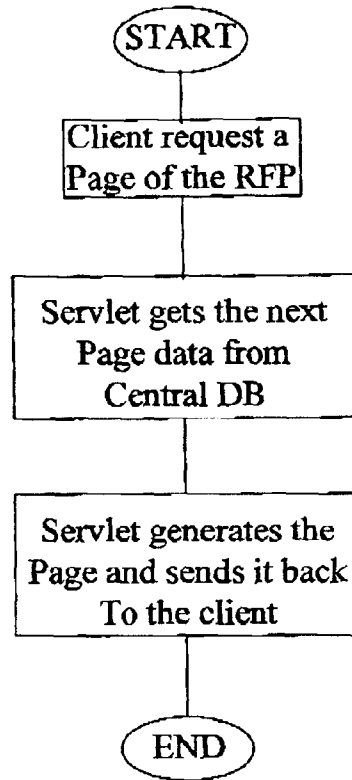 START
Client request a
Page of the RFP
Servlet gets the next
Page data from
Central DB
Servlet generates the
Page and sends it back
To the client
END